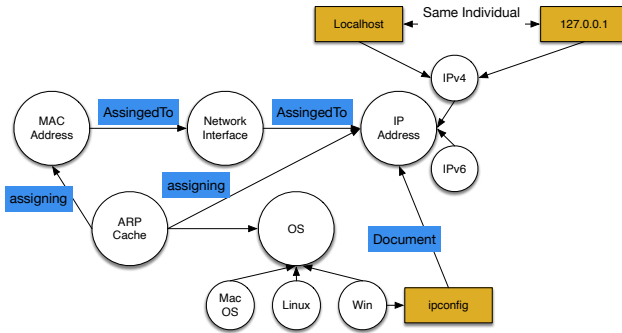 Localhost
Same Individual
127.0.0.1
IPv4
MAC
Address
AssingedTo
Network
Interface
AssingedTo
IP
Address
IPv6
assigning
assigning
ARP
Cache
OS
Document
Mac
OS
Linux
Win
ipconfig